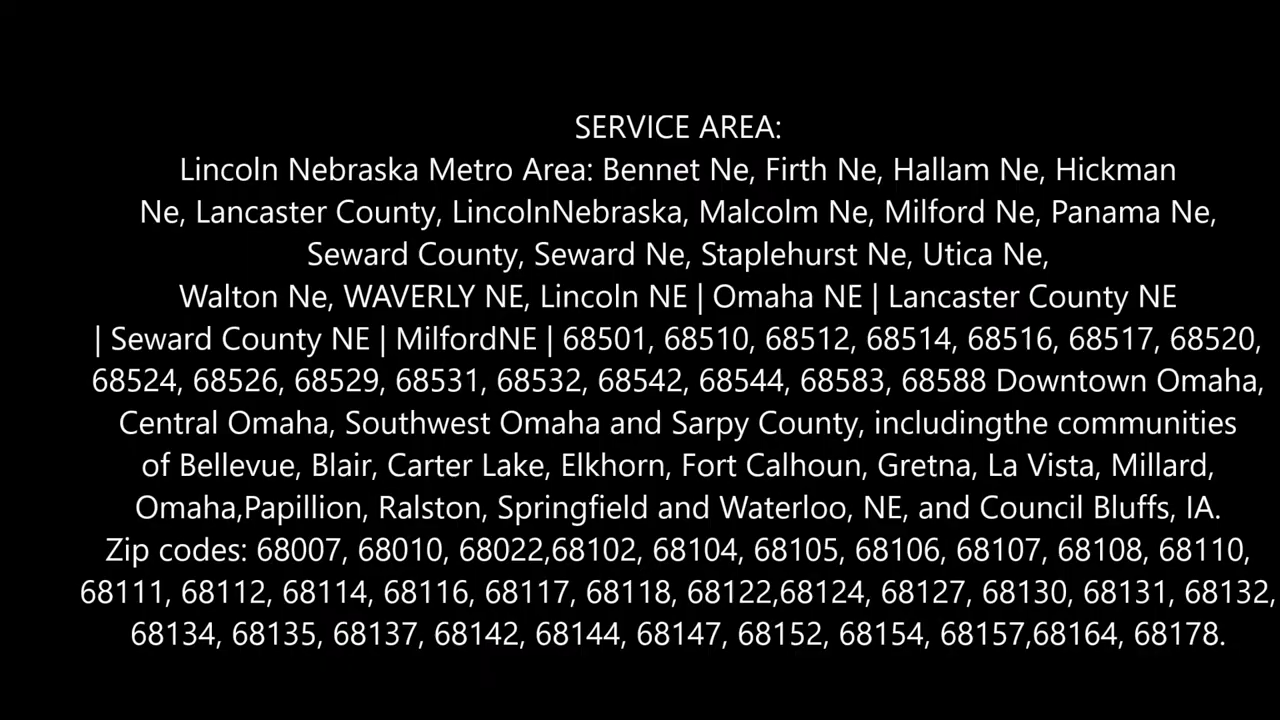 SERVICE AREA:
Lincoln Nebraska Metro Area: Bennet Ne, Firth Ne, Hallam Ne, Hickman
Ne, Lancaster County, LincolnNebraska, Malcolm Ne, Milford Ne, Panama Ne,
Seward County, Seward Ne, Staplehurst Ne, Utica Ne,
Walton Ne, WAVERLY NE, Lincoln NE | Omaha NE | Lancaster County NE
| Seward County NE | MilfordNE | 68501, 68510, 68512, 68514, 68516, 68517, 68520,
68524, 68526, 68529, 68531, 68532, 68542, 68544, 68583, 68588 Downtown Omaha,
Central Omaha, Southwest Omaha and Sarpy County, includingthe communities
of Bellevue, Blair, Carter Lake, Elkhorn, Fort Calhoun, Gretna, La Vista, Millard,
Omaha,Papillion, Ralston, Springfield and Waterloo, NE, and Council Bluffs, IA.
Zip codes: 68007, 68010, 68022,68102, 68104, 68105, 68106, 68107, 68108, 68110,
68111, 68112, 68114, 68116, 68117, 68118, 68122,68124, 68127, 68130, 68131, 68132,
68134, 68135, 68137, 68142, 68144, 68147, 68152, 68154, 68157,68164, 68178.